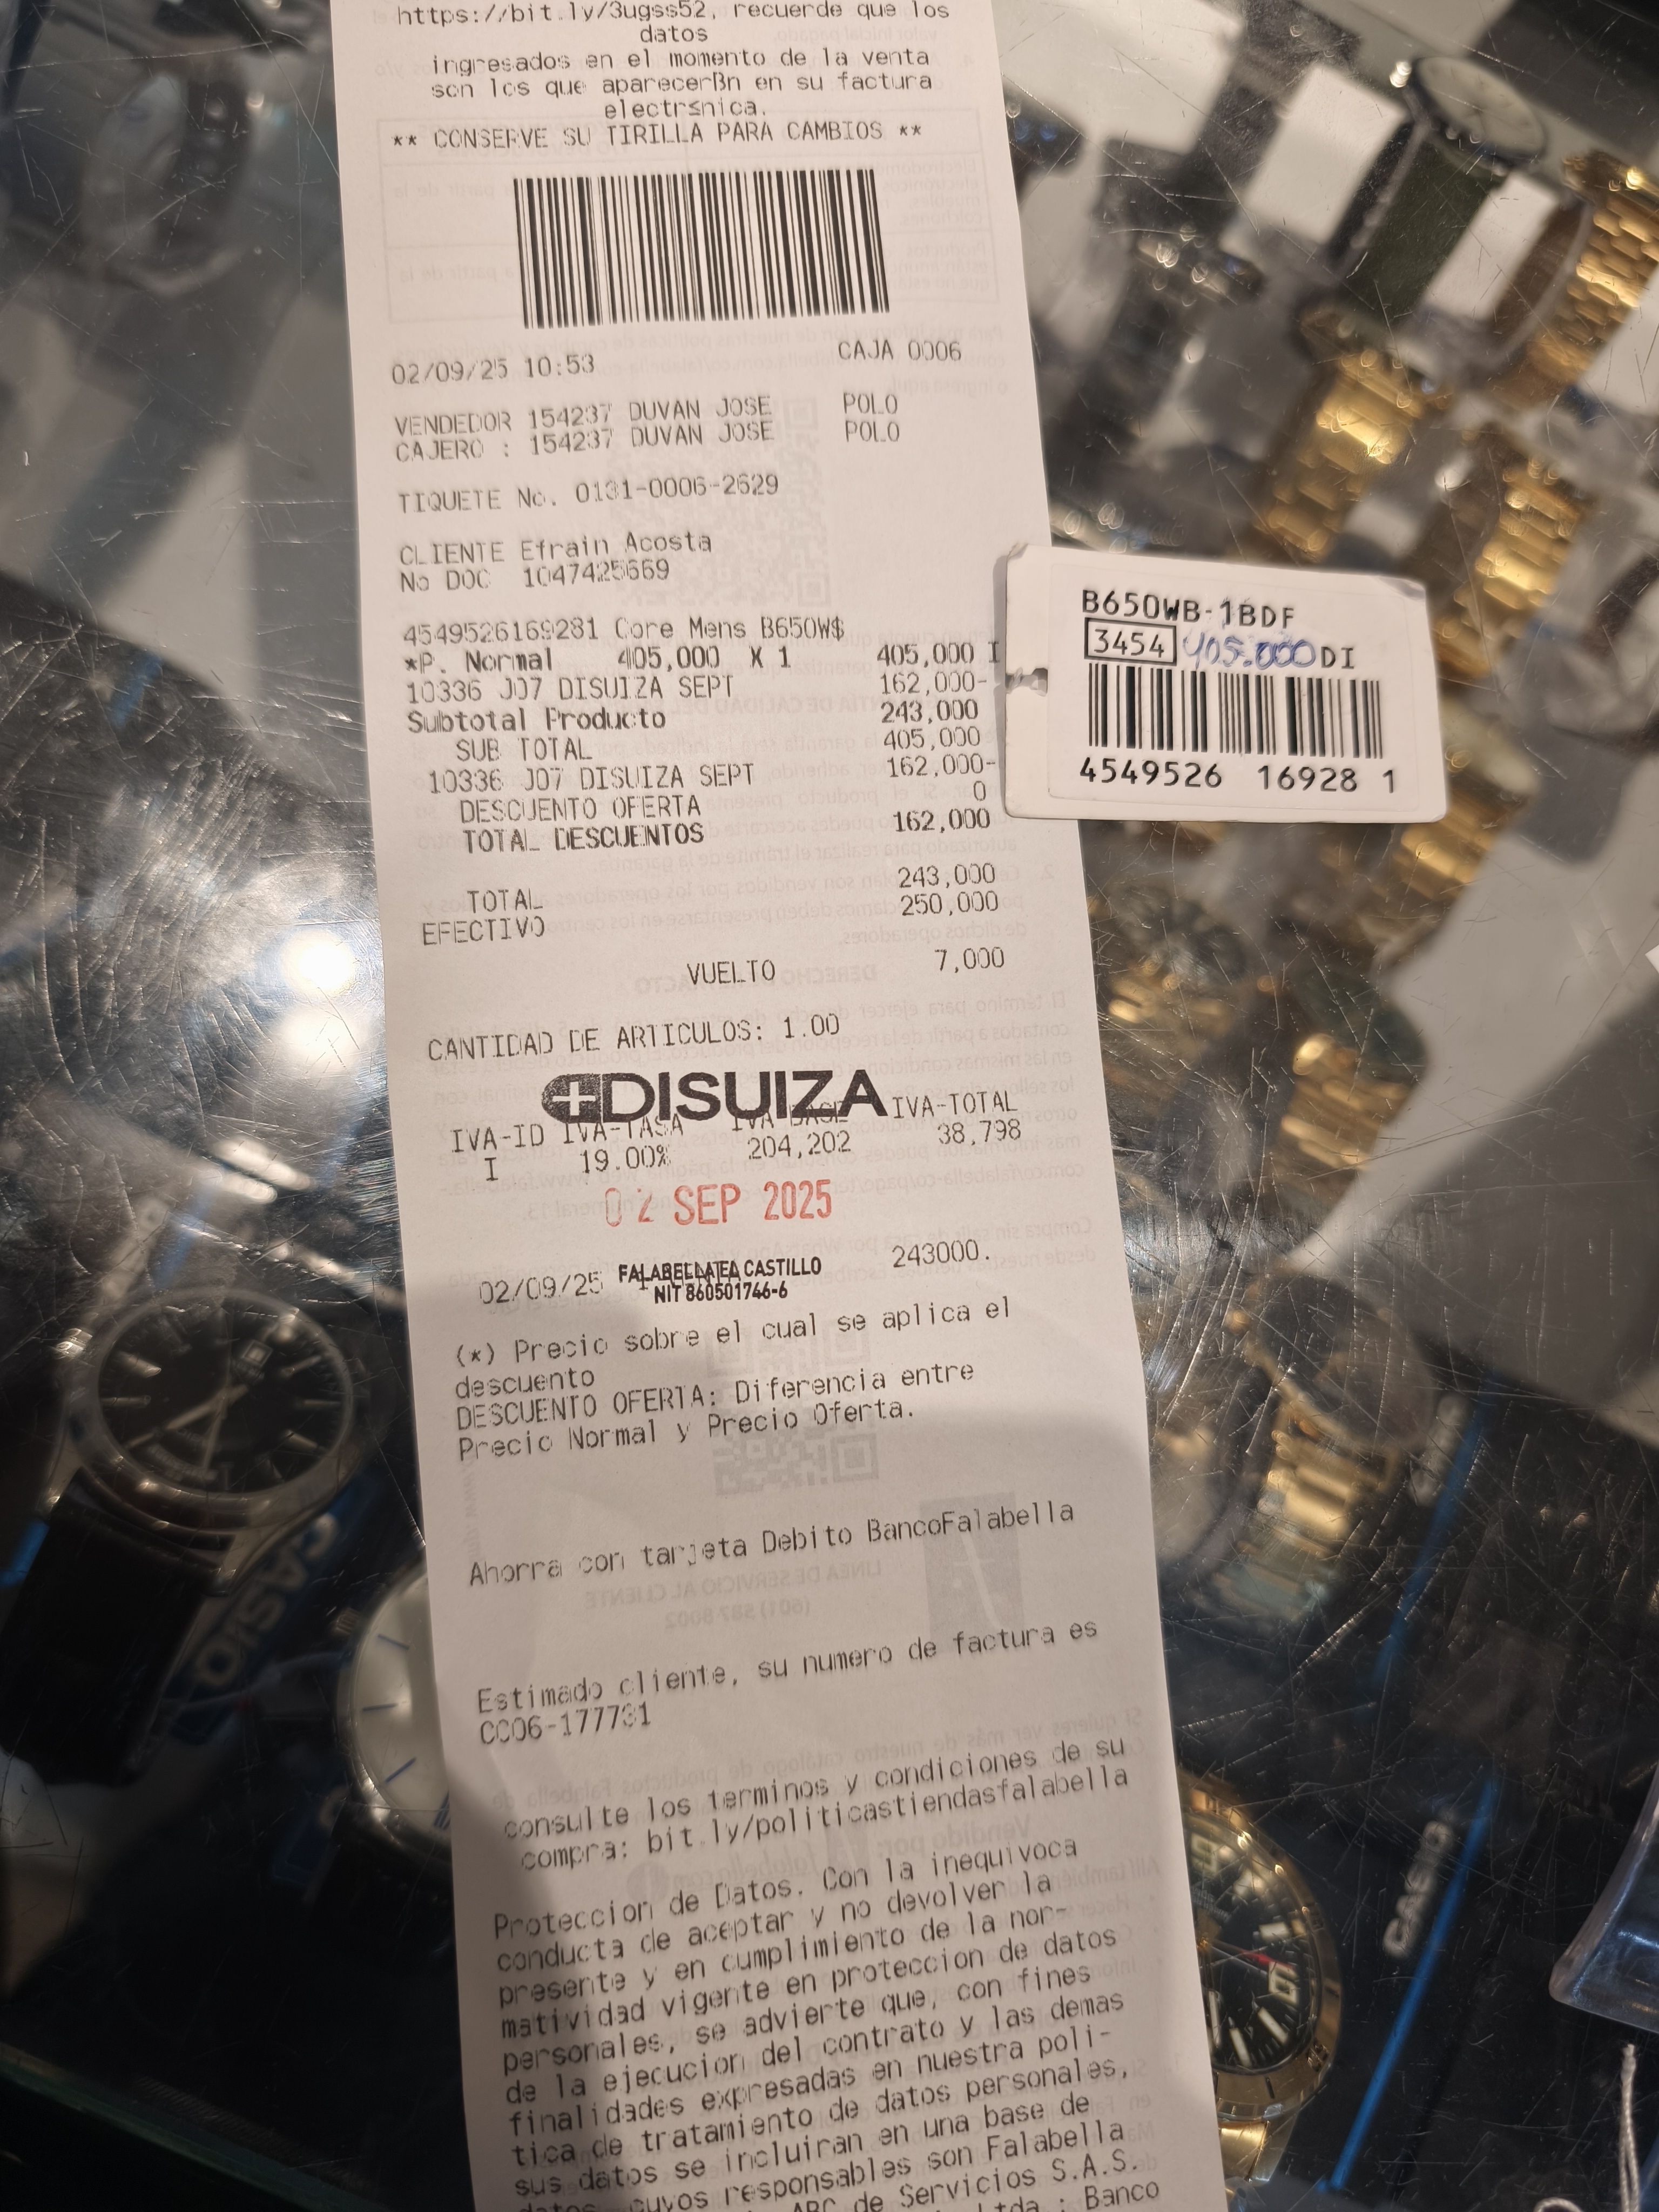 https://bit.ly/3ugss52, recuerde que los
datos
ingresados en el momento de la venta
son los que aparecerßn en su factura
electr≤nica.
** CONSERVE SU TIRILLA PARA CAMBIOS **
02/09/25 10:53 CAJA 0006
VENDEDOR 154237 DUVAN JOSE POLO
CAJERO : 154237 DUVAN JOSE POLO
TIQUETE No. 0131-0006-2629
CLIENTE Efrain Acosta
No DOC 1047425669
4549526169281 Core Mens B650W$
*P. Normal 405,000 X 1 405,000 I
10336 J07 DISUIZA SEPT 162,000-
Subtotal Producto 243,000
SUB TOTAL 405,000
10336 J07 DISUIZA SEPT 162,000-
DESCUENTO OFERTA 0
TOTAL DESCUENTOS 162,000
TOTAL 243,000
EFECTIVO 250,000
VUELTO 7,000
CANTIDAD DE ARTICULOS: 1.00
DISUIZA
IVA-ID IVA-TASA IVA-BASE IVA-TOTAL
I 19.00% 204,202 38,798
02 SEP 2025
02/09/25 243000.
FALABELLA CASTILLO
NIT 860501746-6
(*) Precio sobre el cual se aplica el
descuento
DESCUENTO OFERTA: Diferencia entre
Precio Normal y Precio Oferta.
Ahorra con tarjeta Debito BancoFalabella
Estimado cliente, su numero de factura es
CC06-177731
consulte los terminos y condiciones de su
compra: bit.ly/politicastiendasfalabella
Proteccion de Datos. Con la inequivoca
conducta de aceptar y no devolver la
presente y en cumplimiento de la nor-
matividad vigente en proteccion de datos
personales, se advierte que, con fines
de la ejecucion del contrato y las demas
finalidades expresadas en nuestra poli-
tica de tratamiento de datos personales,
sus datos se incluiran en una base de
datos, cuyos responsables son Falabella
ABC de Servicios S.A.S.
Ltda : Banco
B650WB-1BDF
3454 405.000 DI
4549526 16928 1
CASIO
CASIO